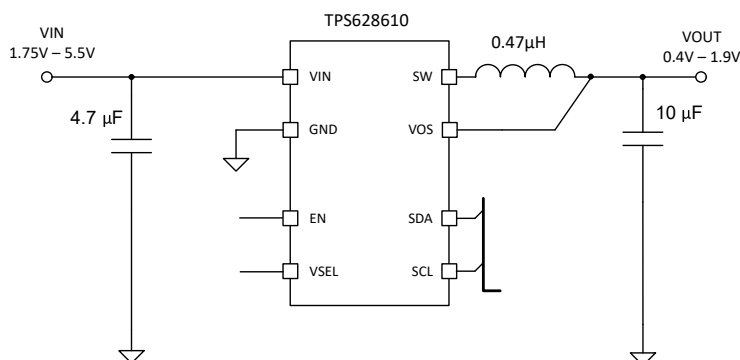 TPS628610
VIN
1.75V – 5.5V
0.47µH
VOUT
0.4V – 1.9V
VIN
SW
4.7 µF
10 µF
GND
VOS
EN
SDA
VSEL
SCL